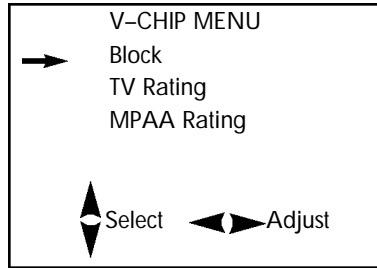 V–CHIP MENU
Block
TV Rating
MPAA Rating
Select Adjust